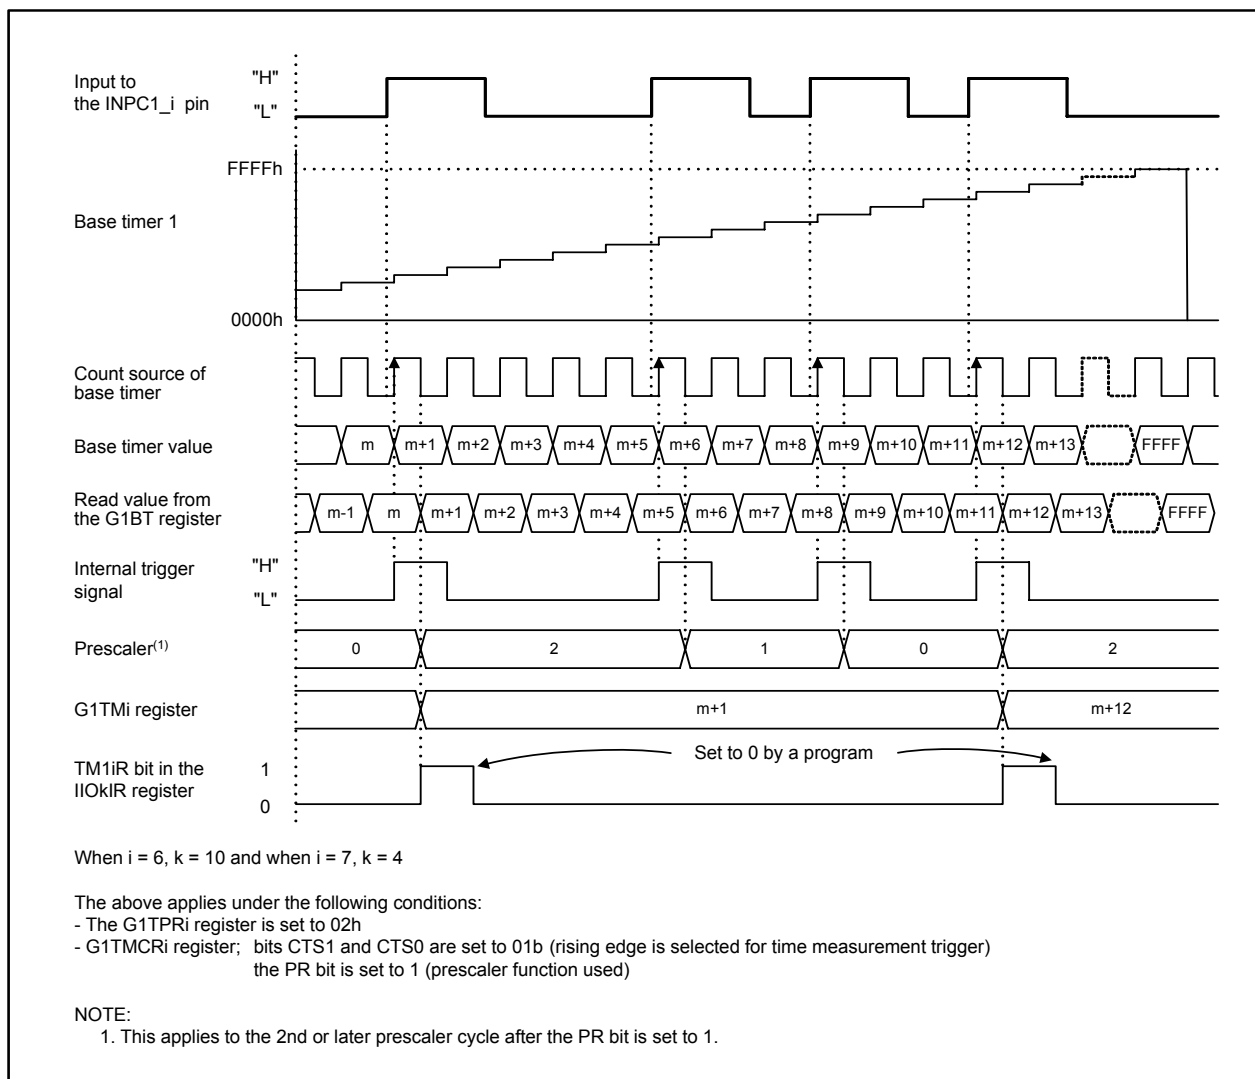 Input to
the INPC1_i pin
"H"
"L"
FFFFh
Base timer 1
0000h
Count source of
base timer
Base timer value
m m+1 m+2 m+3 m+4 m+5 m+6 m+7 m+8 m+9 m+10 m+11 m+12 m+13 FFFF
Read value from
the G1BT register
m-1 m m+1 m+2 m+3 m+4 m+5 m+6 m+7 m+8 m+9 m+10 m+11 m+12 m+13 FFFF
Internal trigger
signal
"H"
"L"
Prescaler(1)
0 2 1 0 2
G1TMi register
m+1 m+12
Set to 0 by a program
TM1iR bit in the
IIOkIR register
1
0
When i = 6, k = 10 and when i = 7, k = 4
The above applies under the following conditions:
- The G1TPRi register is set to 02h
- G1TMCRi register; bits CTS1 and CTS0 are set to 01b (rising edge is selected for time measurement trigger)
the PR bit is set to 1 (prescaler function used)
NOTE:
1. This applies to the 2nd or later prescaler cycle after the PR bit is set to 1.